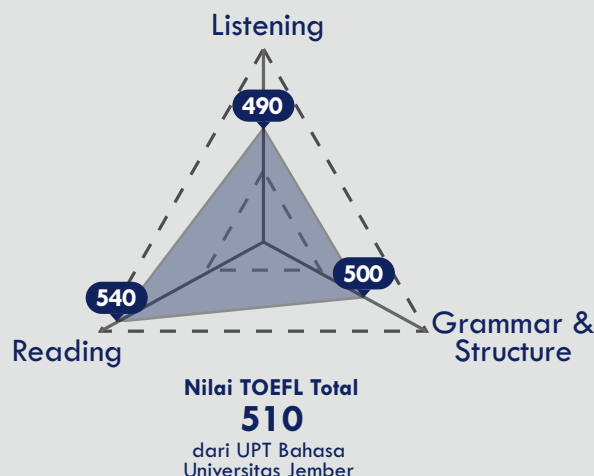 Listening
490
500
540
Grammar &
Structure
Reading
Nilai TOEFL Total
510
dari UPT Bahasa
Universitas Jember